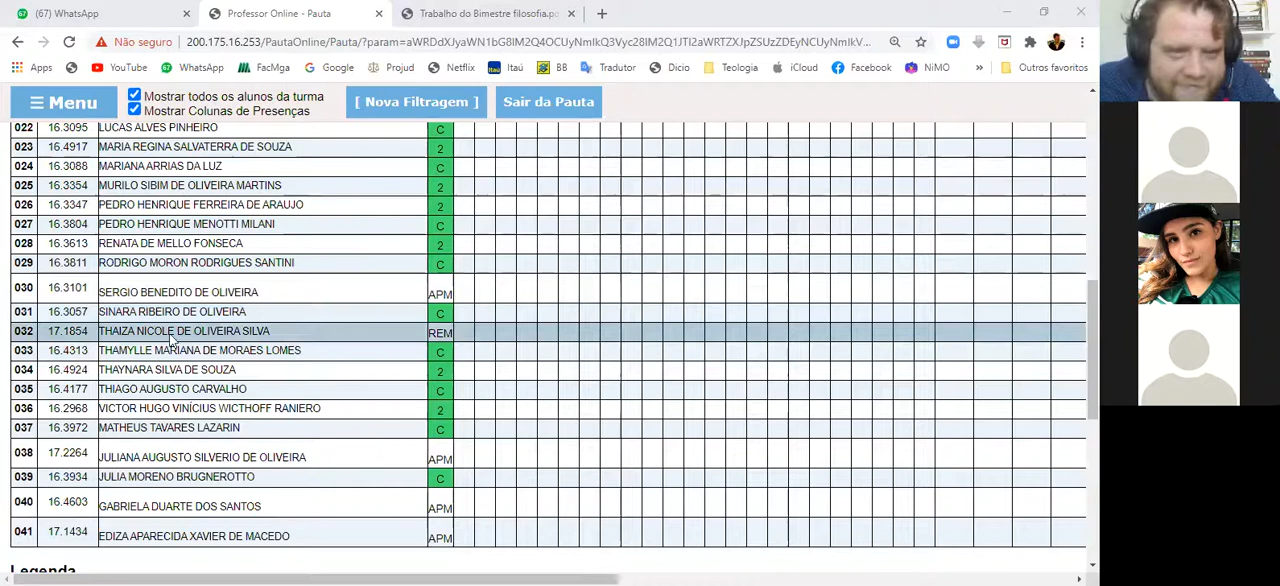 (67) WhatsApp
Professor Online - Pauta
Trabalho do Bimestre filosofia.pc
Não seguro
200.175.16.253/PautaOnline/Pauta/?param=
Apps
YouTube
WhatsApp
FacMga
Google
Projud
Netflix
Itaú
BB
Tradutor
Dicio
Teologia
iCloud
Facebook
NiMO
»
Outros favoritos
☰ Menu
Mostrar todos os alunos da turma
Mostrar Colunas de Presenças
[ Nova Filtragem ]
Sair da Pauta
022 16.3095 LUCAS ALVES PINHEIRO C
023 16.4917 MARIA REGINA SALVATERRA DE SOUZA 2
024 16.3088 MARIANA ARRIAS DA LUZ C
025 16.3354 MURILO SIBIM DE OLIVEIRA MARTINS 2
026 16.3347 PEDRO HENRIQUE FERREIRA DE ARAUJO 2
027 16.3804 PEDRO HENRIQUE MENOTTI MILANI C
028 16.3613 RENATA DE MELLO FONSECA 2
029 16.3811 RODRIGO MORON RODRIGUES SANTINI C
030 16.3101 SERGIO BENEDITO DE OLIVEIRA APM
031 16.3057 SINARA RIBEIRO DE OLIVEIRA C
032 17.1854 THAIZA NICOLE DE OLIVEIRA SILVA REM
033 16.4313 THAMYLLE MARIANA DE MORAES LOMES C
034 16.4924 THAYNARA SILVA DE SOUZA 2
035 16.4177 THIAGO AUGUSTO CARVALHO C
036 16.2968 VICTOR HUGO VINÍCIUS WICTHOFF RANIERO 2
037 16.3972 MATHEUS TAVARES LAZARIN C
038 17.2264 JULIANA AUGUSTO SILVERIO DE OLIVEIRA APM
039 16.3934 JULIA MORENO BRUGNEROTTO C
040 16.4603 GABRIELA DUARTE DOS SANTOS APM
041 17.1434 EDIZA APARECIDA XAVIER DE MACEDO APM
Legenda